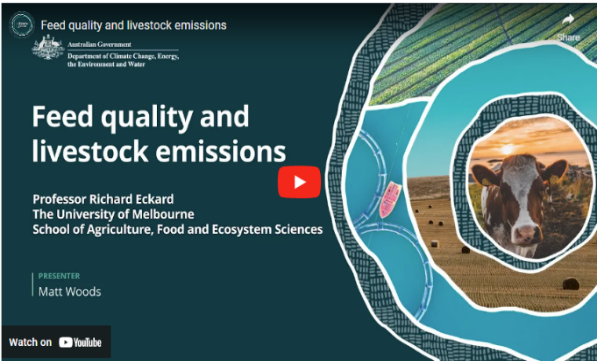 Feed quality and livestock emissions
Share
Australian Government
Department of Climate Change, Energy,
the Environment and Water
Feed quality and
livestock emissions
Professor Richard Eckard
The University of Melbourne
School of Agriculture, Food and Ecosystem Sciences
PRESENTER
Matt Woods
Watch on YouTube